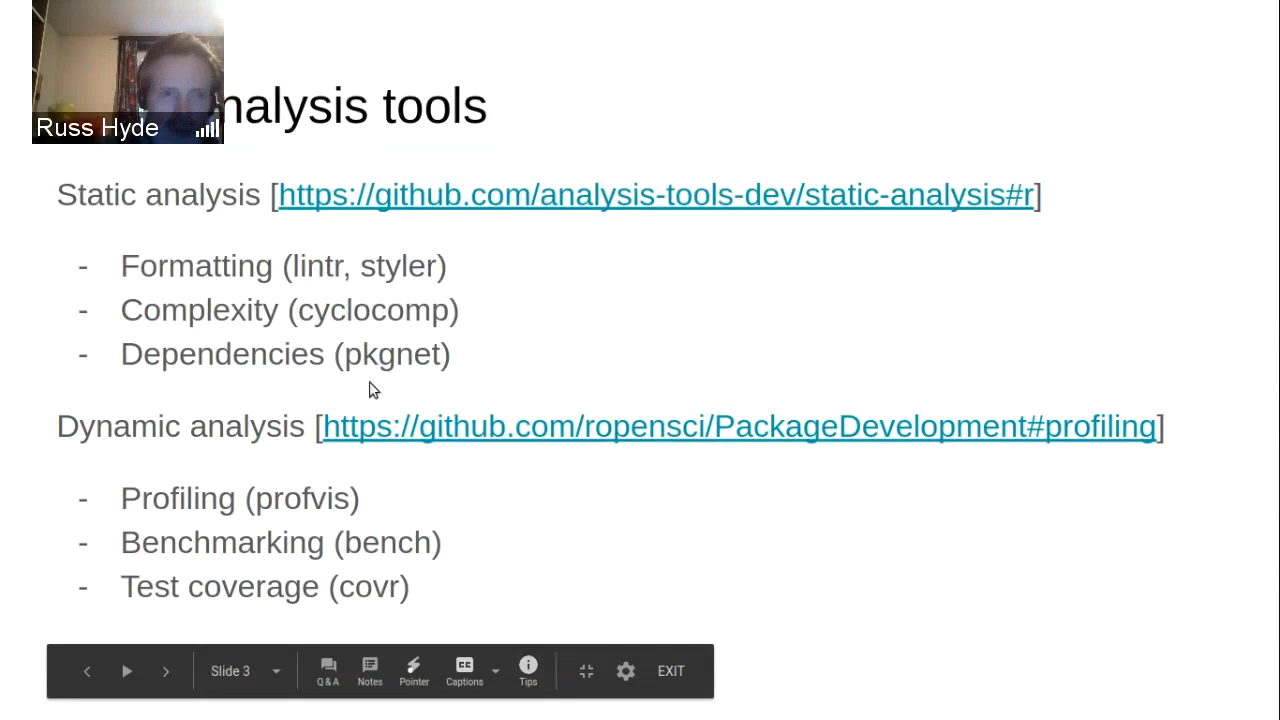 Russ Hyde
nalysis tools
Static analysis [https://github.com/analysis-tools-dev/static-analysis#r]
- Formatting (lintr, styler)
- Complexity (cyclocomp)
- Dependencies (pkgnet)
Dynamic analysis [https://github.com/ropensci/PackageDevelopment#profiling]
- Profiling (profvis)
- Benchmarking (bench)
- Test coverage (covr)
Slide 3 Q&A Notes Pointer CC Captions Tips EXIT